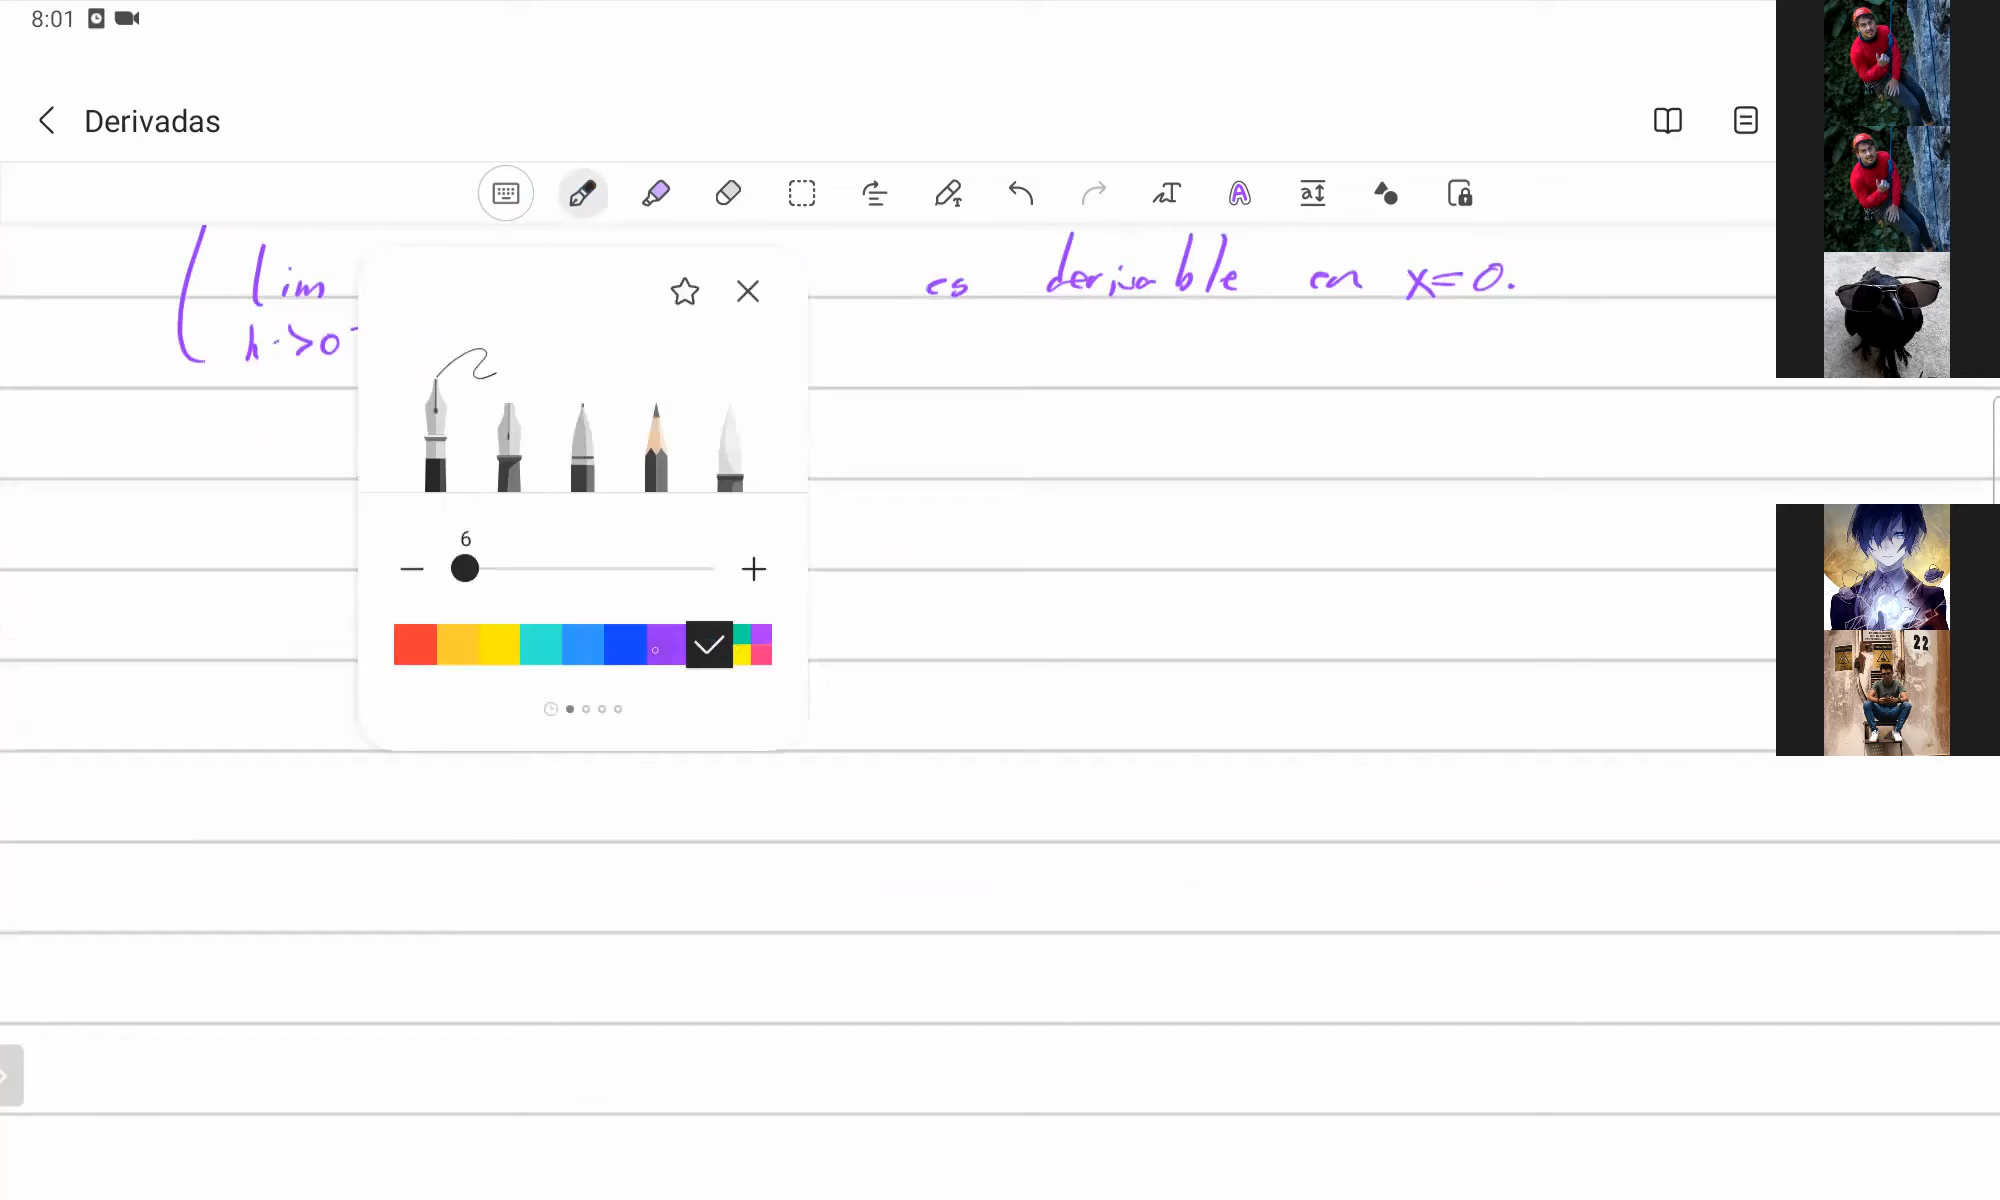 8:01
Derivadas
lim es derivable en x=0.
h->0⁻
6
22